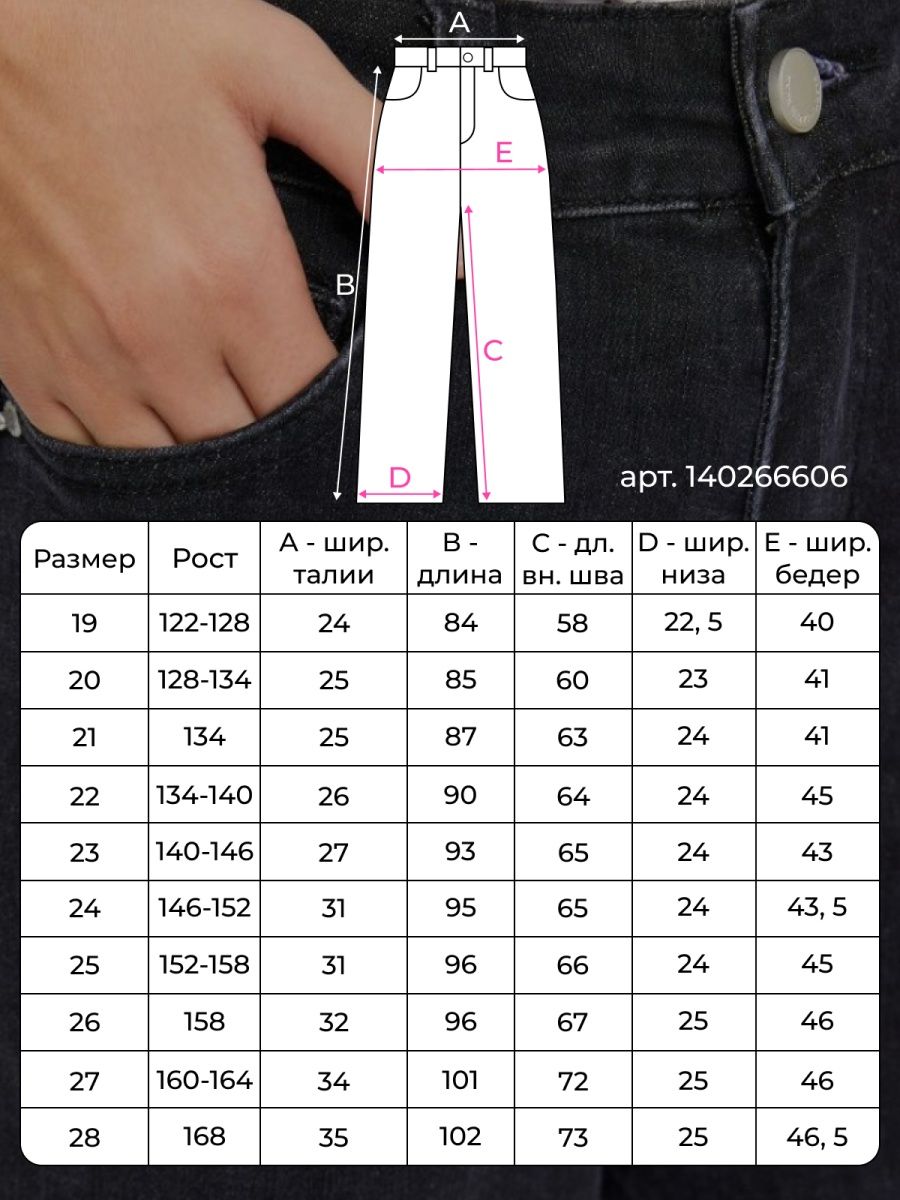 A
E
B
C
D
арт. 140266606
Размер Рост A - шир. талии B - длина C - дл. вн. шва D - шир. низа E - шир. бедер
19 122-128 24 84 58 22, 5 40
20 128-134 25 85 60 23 41
21 134 25 87 63 24 41
22 134-140 26 90 64 24 45
23 140-146 27 93 65 24 43
24 146-152 31 95 65 24 43, 5
25 152-158 31 96 66 24 45
26 158 32 96 67 25 46
27 160-164 34 101 72 25 46
28 168 35 102 73 25 46, 5